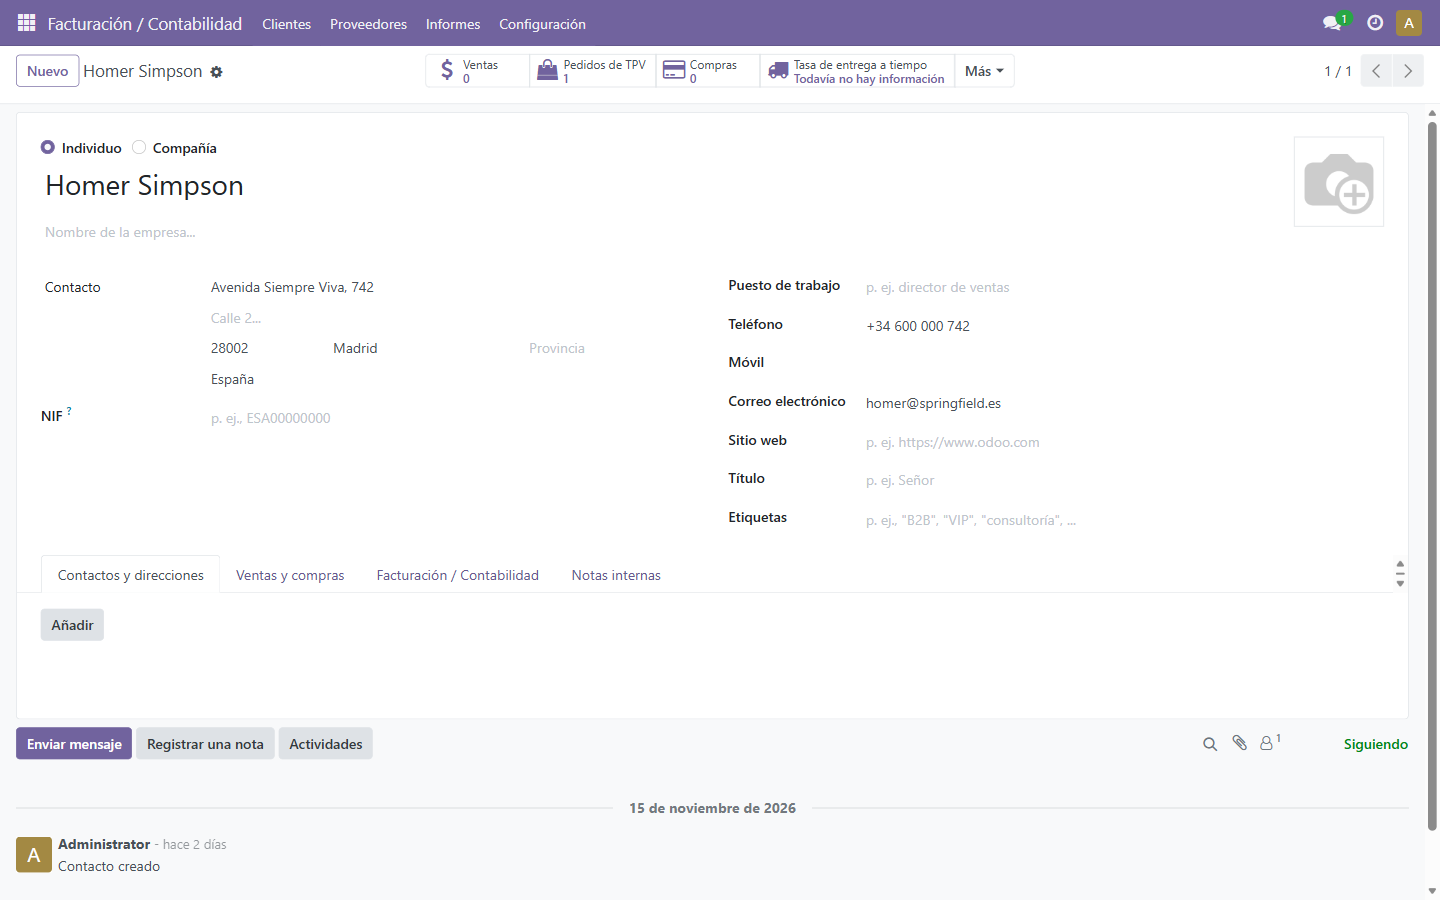 Facturación / Contabilidad Clientes Proveedores Informes Configuración 1 A
Nuevo Homer Simpson Ventas 0 Pedidos de TPV 1 Compras 0 Tasa de entrega a tiempo Todavía no hay información Más 1 / 1
Individuo Compañía
Homer Simpson
Nombre de la empresa...
Contacto
Avenida Siempre Viva, 742
Calle 2...
28002 Madrid Provincia
España
NIF ? p. ej., ESA00000000
Puesto de trabajo p. ej. director de ventas
Teléfono +34 600 000 742
Móvil
Correo electrónico homer@springfield.es
Sitio web p. ej. https://www.odoo.com
Título p. ej. Señor
Etiquetas p. ej., "B2B", "VIP", "consultoría", ...
Contactos y direcciones Ventas y compras Facturación / Contabilidad Notas internas
Añadir
Enviar mensaje Registrar una nota Actividades 1 Siguiendo
15 de noviembre de 2026
A Administrator - hace 2 días
Contacto creado